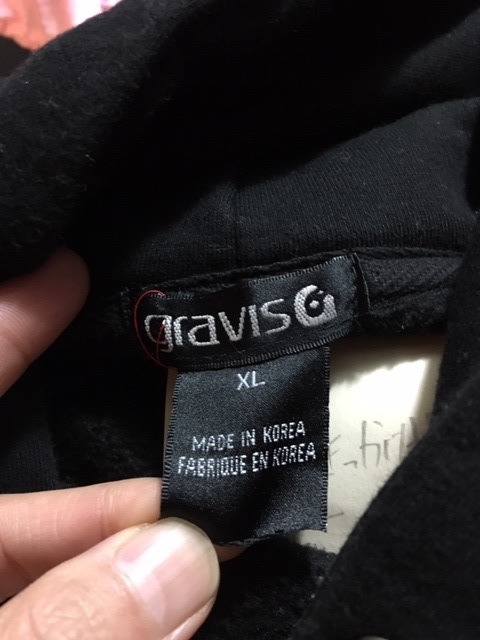 gravis
XL
MADE IN KOREA
FABRIQUE EN KOREA